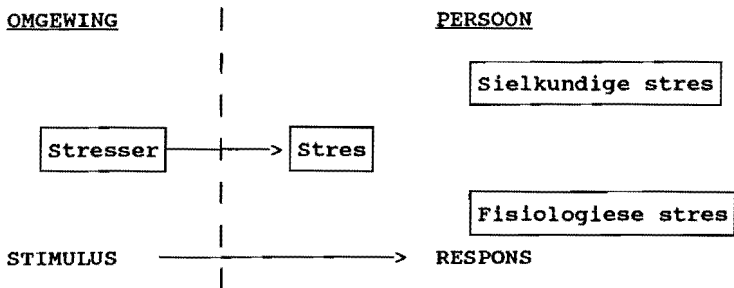 OMGEWING PERSOON
Sielkundige stres
Stresser Stres
Fisiologiese stres
STIMULUS RESPONS